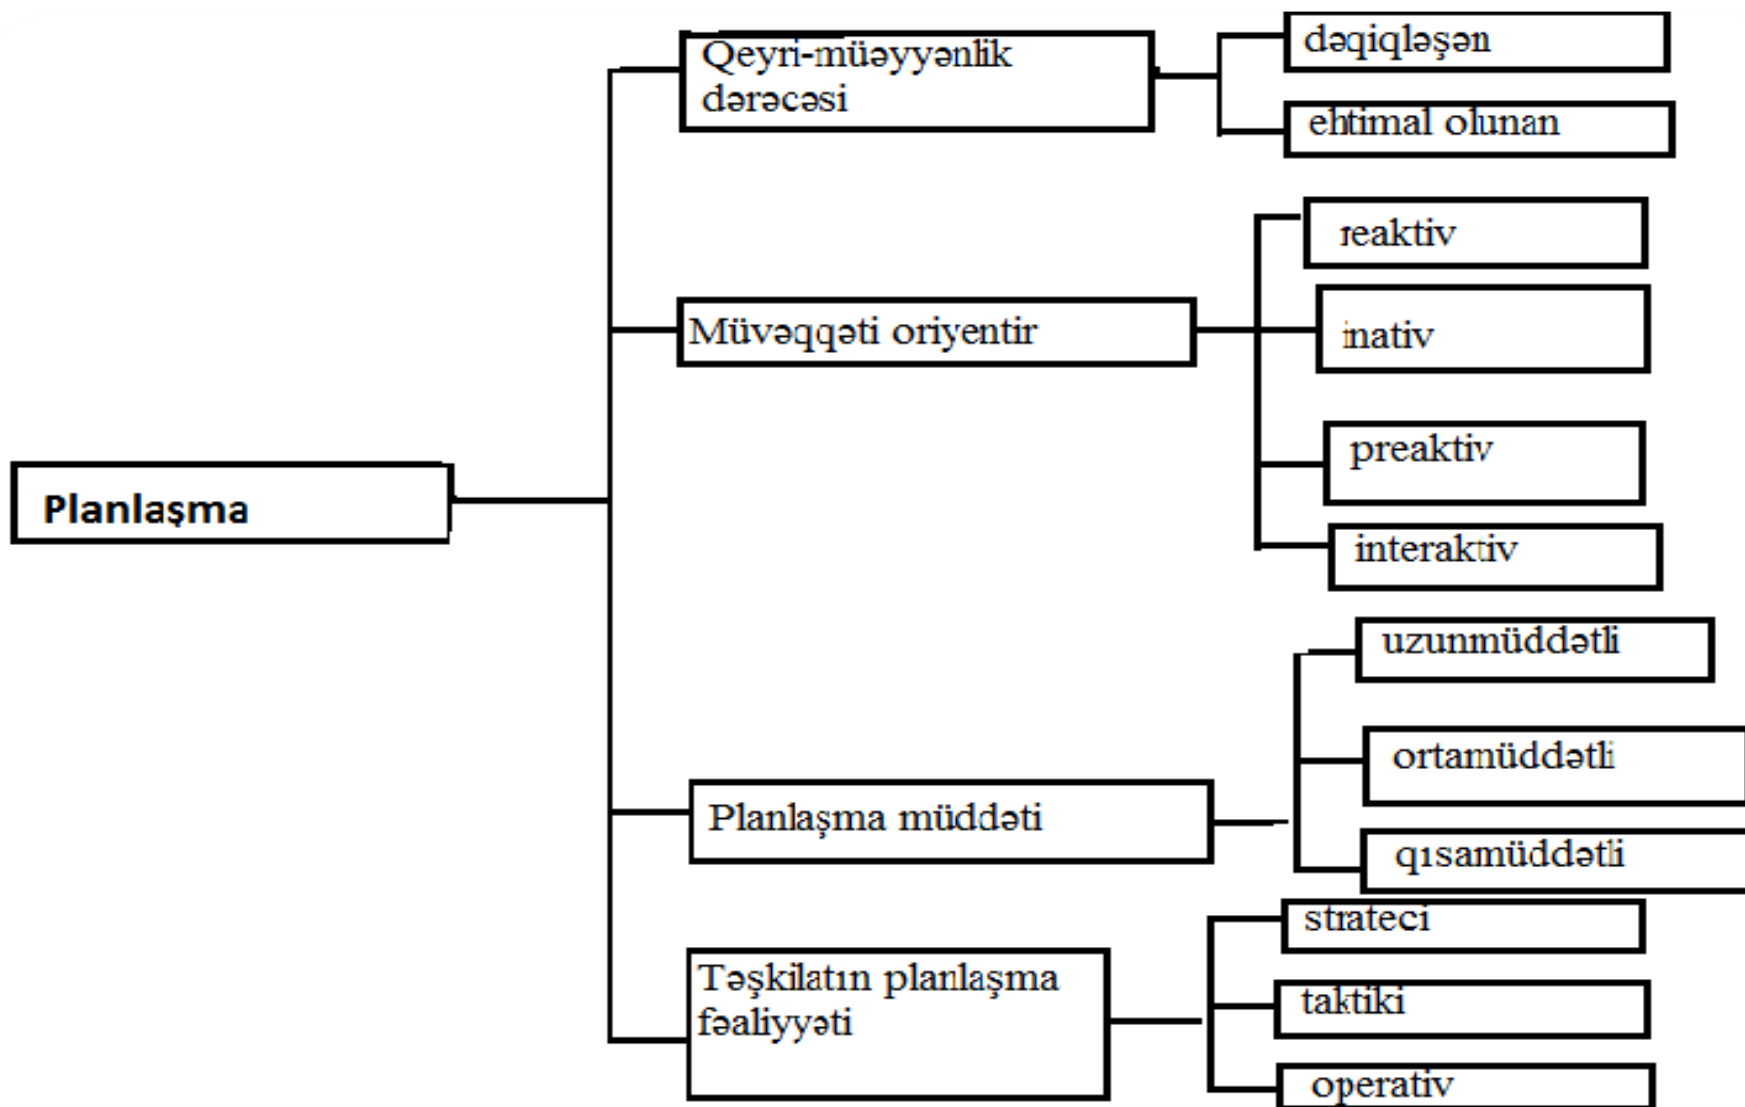 Qeyri-müəyyənlik
dərəcəsi
dəqiqləşən
ehtimal olunan
Müvəqqəti oriyentir
reaktiv
inativ
preaktiv
interaktiv
Planlaşma
Planlaşma müddəti
uzunmüddətli
ortamüddətli
qısamüddətli
Təşkilatın planlaşma
fəaliyyəti
strateci
taktiki
operativ